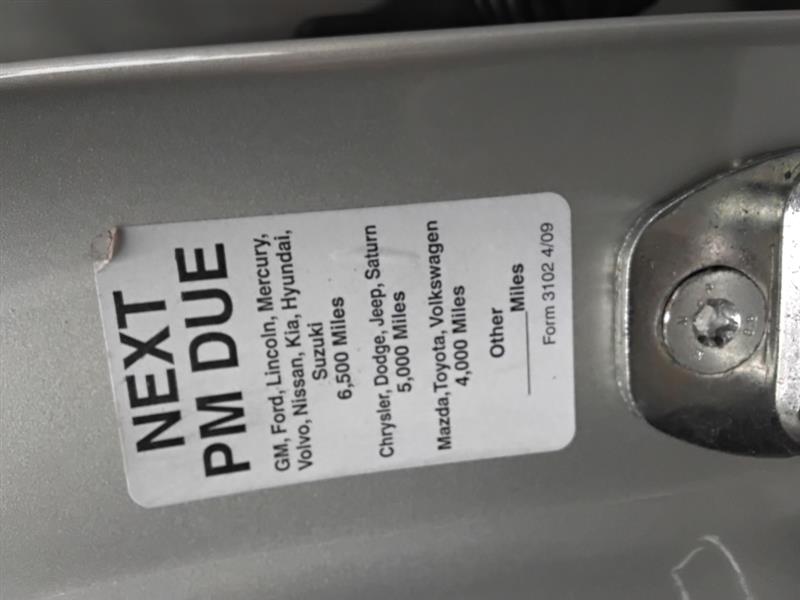 NEXT
PM DUE
GM, Ford, Lincoln, Mercury,
Volvo, Nissan, Kia, Hyundai,
Suzuki
6,500 Miles
Chrysler, Dodge, Jeep, Saturn
5,000 Miles
Mazda, Toyota, Volkswagen
4,000 Miles
Other
Miles
Form 3102 4/09